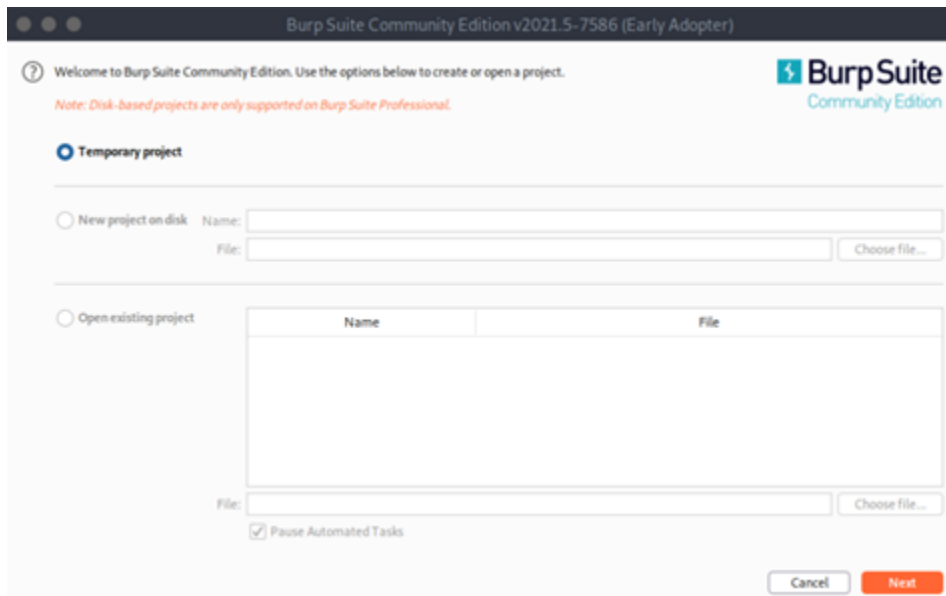 Burp Suite Community Edition v2021.5-7586 (Early Adopter)
? Welcome to Burp Suite Community Edition. Use the options below to create or open a project.
Note: Disk-based projects are only supported on Burp Suite Professional.
Burp Suite
Community Edition
Temporary project
New project on disk Name:
File: Choose file...
Open existing project
Name File
File: Choose file...
Pause Automated Tasks
Cancel Next